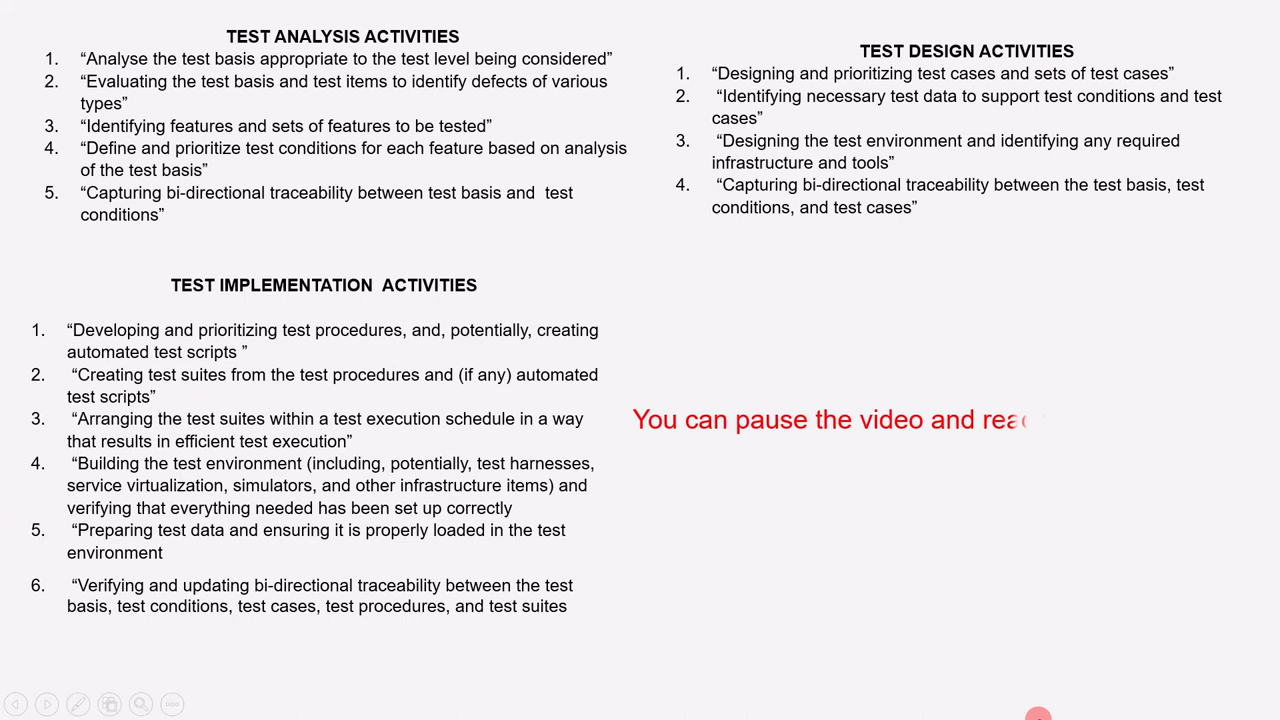 TEST ANALYSIS ACTIVITIES
1. “Analyse the test basis appropriate to the test level being considered”
2. “Evaluating the test basis and test items to identify defects of various
types”
3. “Identifying features and sets of features to be tested”
4. “Define and prioritize test conditions for each feature based on analysis
of the test basis”
5. “Capturing bi-directional traceability between test basis and  test
conditions”
TEST DESIGN ACTIVITIES
1. “Designing and prioritizing test cases and sets of test cases”
2. “Identifying necessary test data to support test conditions and test
cases”
3. “Designing the test environment and identifying any required
infrastructure and tools”
4. “Capturing bi-directional traceability between the test basis, test
conditions, and test cases”
TEST IMPLEMENTATION  ACTIVITIES
1. “Developing and prioritizing test procedures, and, potentially, creating
automated test scripts ”
2. “Creating test suites from the test procedures and (if any) automated
test scripts”
3. “Arranging the test suites within a test execution schedule in a way
that results in efficient test execution”
4. “Building the test environment (including, potentially, test harnesses,
service virtualization, simulators, and other infrastructure items) and
verifying that everything needed has been set up correctly
5. “Preparing test data and ensuring it is properly loaded in the test
environment
6. “Verifying and updating bi-directional traceability between the test
basis, test conditions, test cases, test procedures, and test suites
You can pause the video and